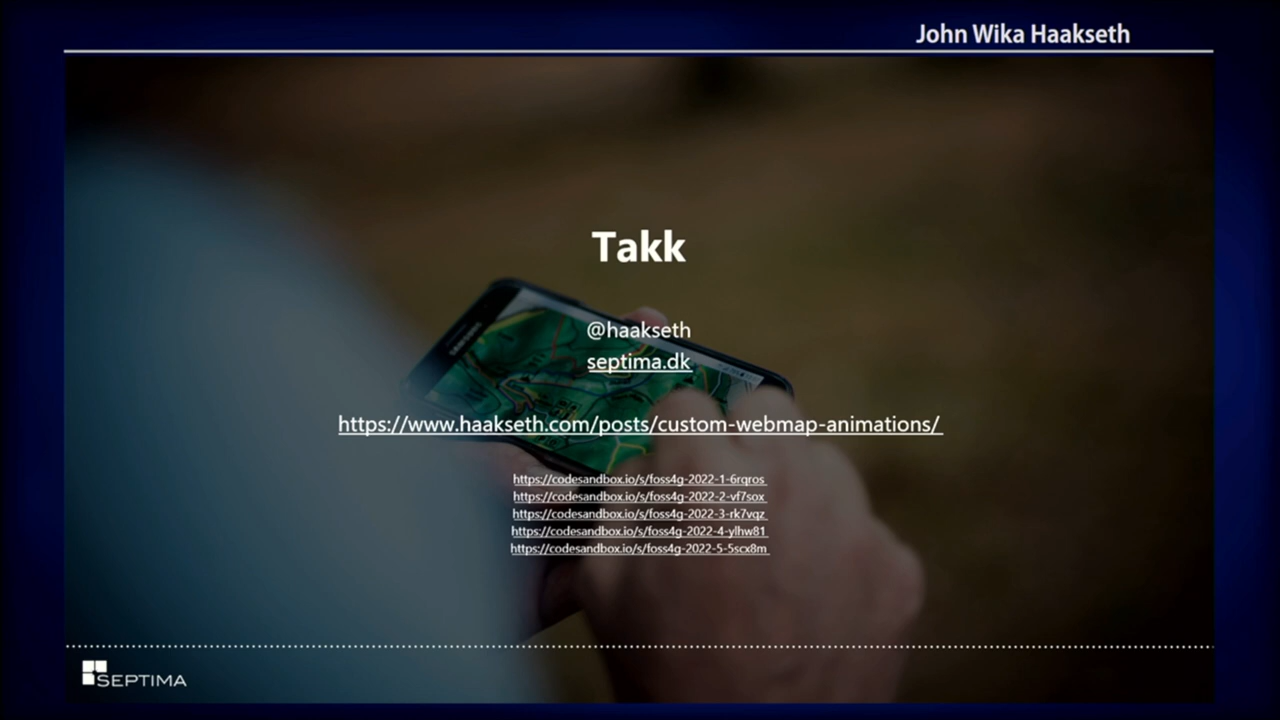 John Wika Haakseth
Takk
@haakseth
septima.dk
https://www.haakseth.com/posts/custom-webmap-animations/
https://codesandbox.io/s/foss4g-2022-1-6rqros
https://codesandbox.io/s/foss4g-2022-2-vf7sox
https://codesandbox.io/s/foss4g-2022-3-rk7vqz
https://codesandbox.io/s/foss4g-2022-4-ylhw81
https://codesandbox.io/s/foss4g-2022-5-5scx8m
SEPTIMA